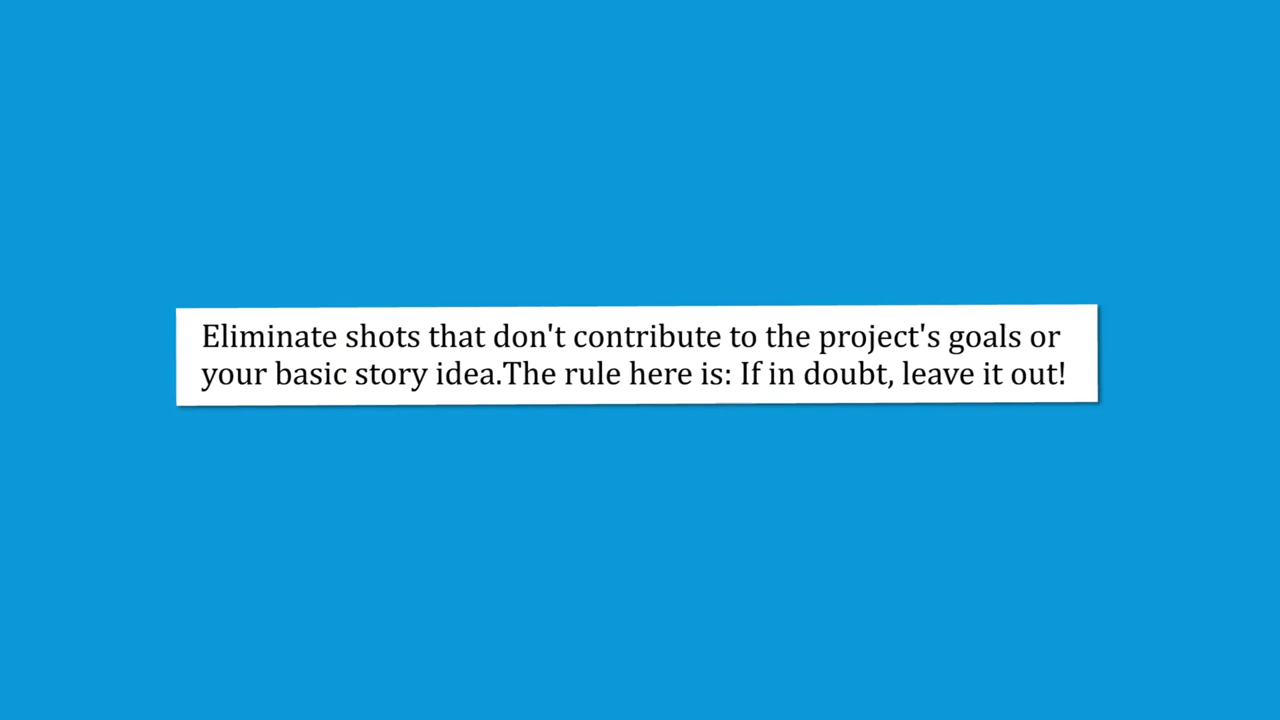 Eliminate shots that don't contribute to the project's goals or
your basic story idea.The rule here is: If in doubt, leave it out!